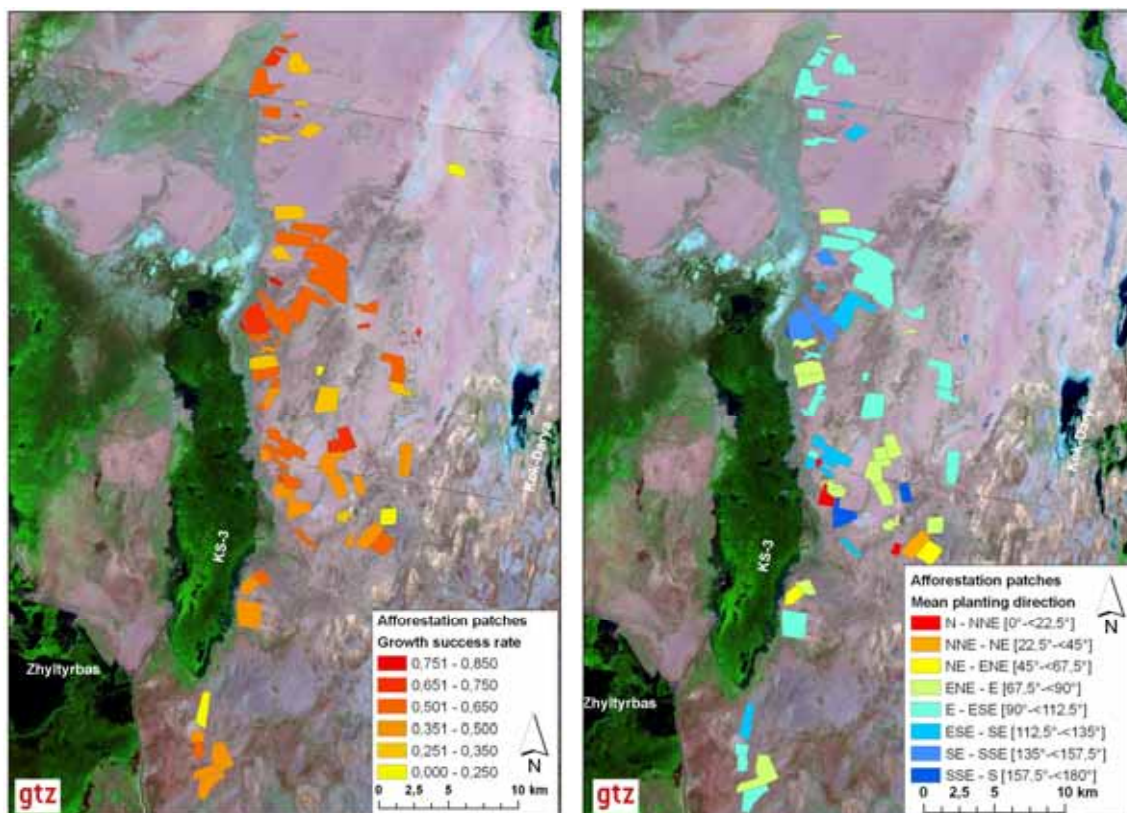 KS-3
Kok-Darya
Zhyltyrbas
Afforestation patches
Growth success rate
0,751 - 0,850
0,651 - 0,750
0,501 - 0,650
0,351 - 0,500
0,251 - 0,350
0,000 - 0,250
N
0 2,5 5 10 km
gtz
KS-3
Kok-Darya
Zhyltyrbas
Afforestation patches
Mean planting direction
N - NNE [0°-<22.5°]
NNE - NE [22,5°-<45°]
NE - ENE [45°-<67,5°]
ENE - E [67,5°-<90°]
E - ESE [90°-<112,5°]
ESE - SE [112,5°-<135°]
SE - SSE [135°-<157,5°]
SSE - S [157,5°-<180°]
N
0 2,5 5 10 km
gtz